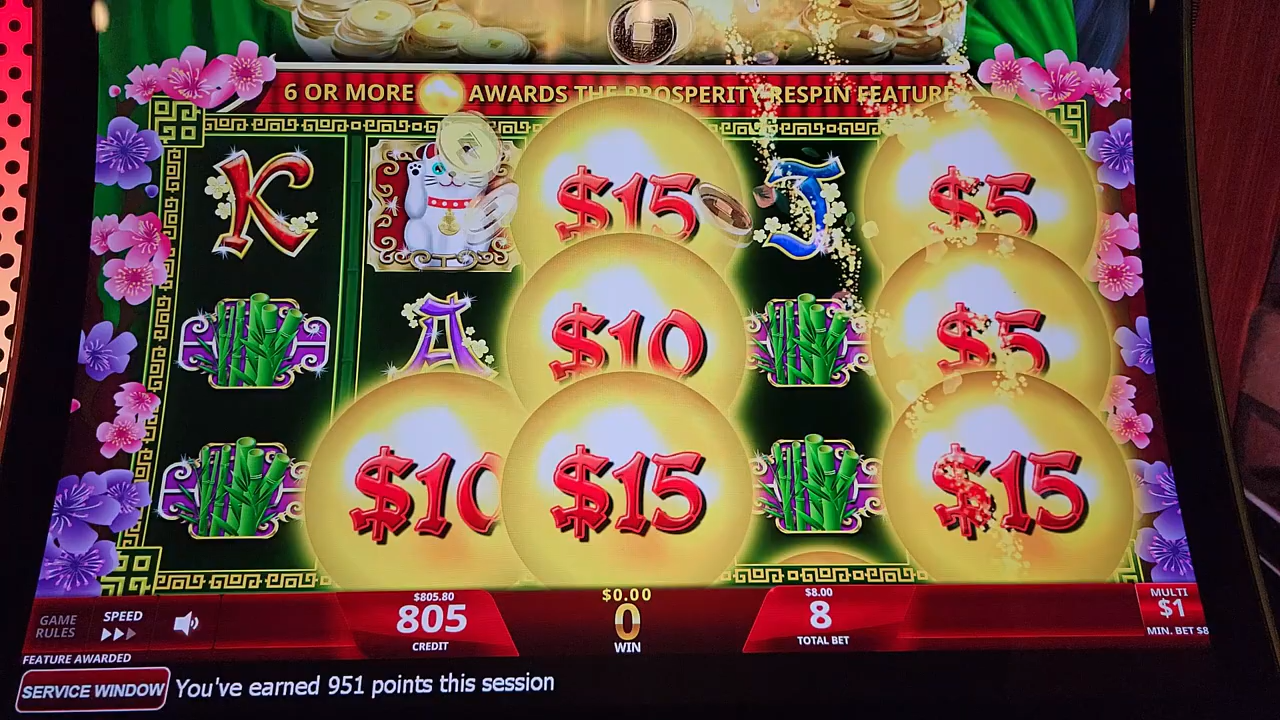 6 OR MORE AWARDS THE PROSPERITY RESPIN FEATURE
K $15 J $5
A $10 $5
$10 $15 $15
$805.80 $0.00 $8.00 MULTI
GAME RULES SPEED 805 0 8 $1
CREDIT WIN TOTAL BET MIN. BET $8
FEATURE AWARDED
SERVICE WINDOW You've earned 951 points this session